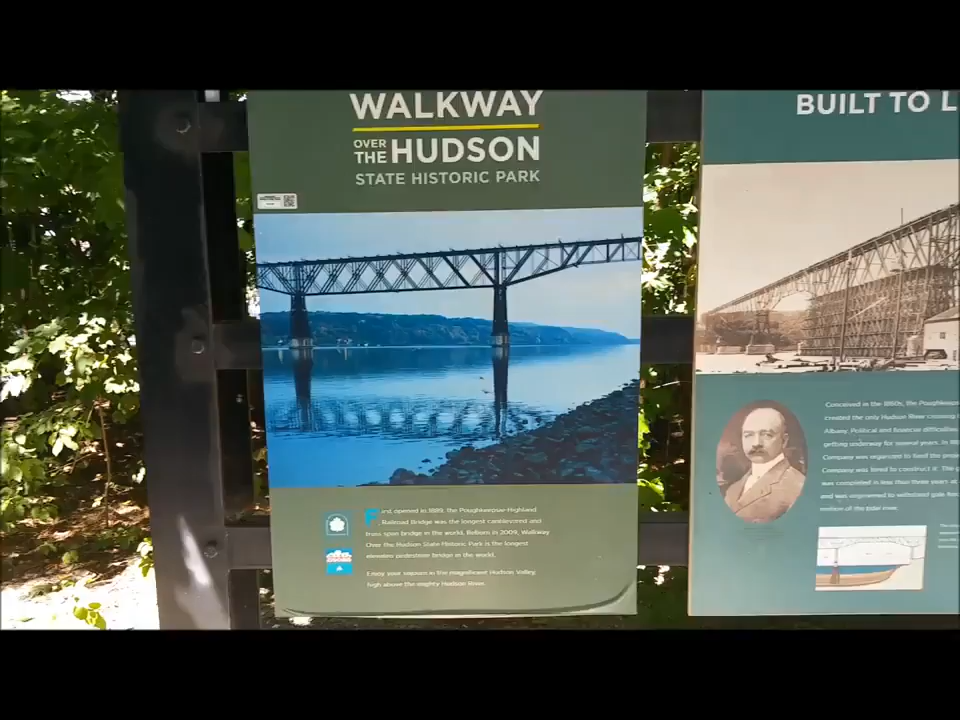 WALKWAY
OVER
THE HUDSON
STATE HISTORIC PARK
opened in 1889, the Poughkeepsie-Highland
Railroad Bridge was the longest cantilevered and
truss span bridge in the world. Reborn in 2009, Walkway
Over the Hudson State Historic Park is the longest
elevated pedestrian bridge in the world.
Enjoy your sojourn in the magnificent Hudson Valley,
high above the mighty Hudson River.
BUILT TO L
Conceived in the 1850s, the Poughkeep
created the only Hudson River crossing
Albany. Political and financial difficulties
getting underway for several years. In 18
Company was organized to fund the pro
Company was hired to construct it. The
was completed in less than three years at
and was engineered to withstand gale for
motion of the tidal river.